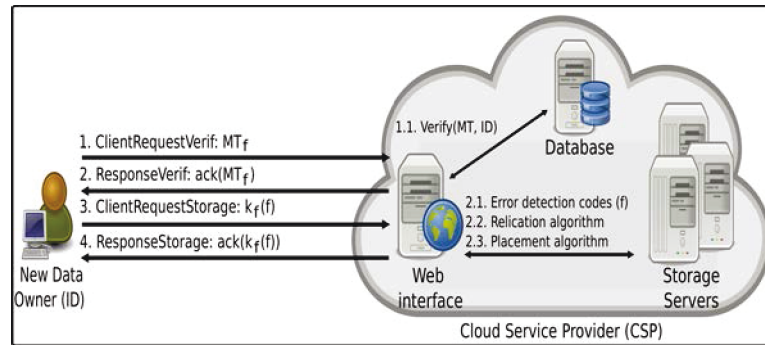 1. ClientRequestVerif: MTf
2. ResponseVerif: ack(MTf)
3. ClientRequestStorage: kf(f)
4. ResponseStorage: ack(kf(f))
New Data
Owner (ID)
1.1. Verify(MT, ID)
Database
2.1. Error detection codes (f)
2.2. Relication algorithm
2.3. Placement algorithm
Web
interface
Storage
Servers
Cloud Service Provider (CSP)